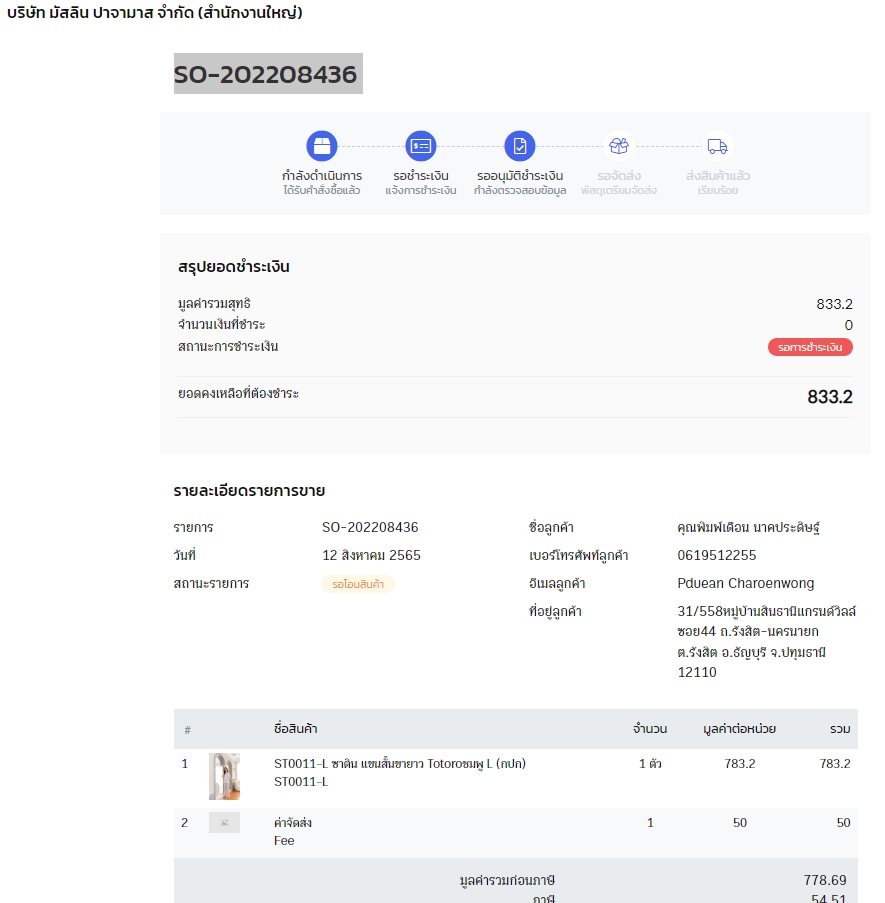 บริษัท มัสลิน ปาจามาส จำกัด (สำนักงานใหญ่)
SO-202208436
กำลังดำเนินการ รอชำระเงิน รออนุมัติชำระเงิน รอจัดส่ง ส่งสินค้าแล้ว
ได้รับคำสั่งซื้อแล้ว แจ้งการชำระเงิน กำลังตรวจสอบข้อมูล พัสดุเตรียมจัดส่ง เรียบร้อย
สรุปยอดชำระเงิน
มูลค่ารวมสุทธิ 833.2
จำนวนเงินที่ชำระ 0
สถานะการชำระเงิน รอการชำระเงิน
ยอดคงเหลือที่ต้องชำระ 833.2
รายละเอียดรายการขาย
รายการ SO-202208436 ชื่อลูกค้า คุณพิมพ์เดือน นาคประดิษฐ์
วันที่ 12 สิงหาคม 2565 เบอร์โทรศัพท์ลูกค้า 0619512255
สถานะรายการ รอโอนสินค้า อีเมลลูกค้า Pduean Charoenwong
ที่อยู่ลูกค้า 31/558หมู่บ้านสินธานีแกรนด์วิลล์
ซอย44 ถ.รังสิต-นครนายก
ต.รังสิต อ.ธัญบุรี จ.ปทุมธานี
12110
# ชื่อสินค้า จำนวน มูลค่าต่อหน่วย รวม
1 ST0011-L ซาติน แขนสั้นขายาว Totoroชมพู L (กปก) 1 ตัว 783.2 783.2
ST0011-L
2 ค่าจัดส่ง 1 50 50
Fee
มูลค่ารวมก่อนภาษี 778.69
ภาษี 54.51